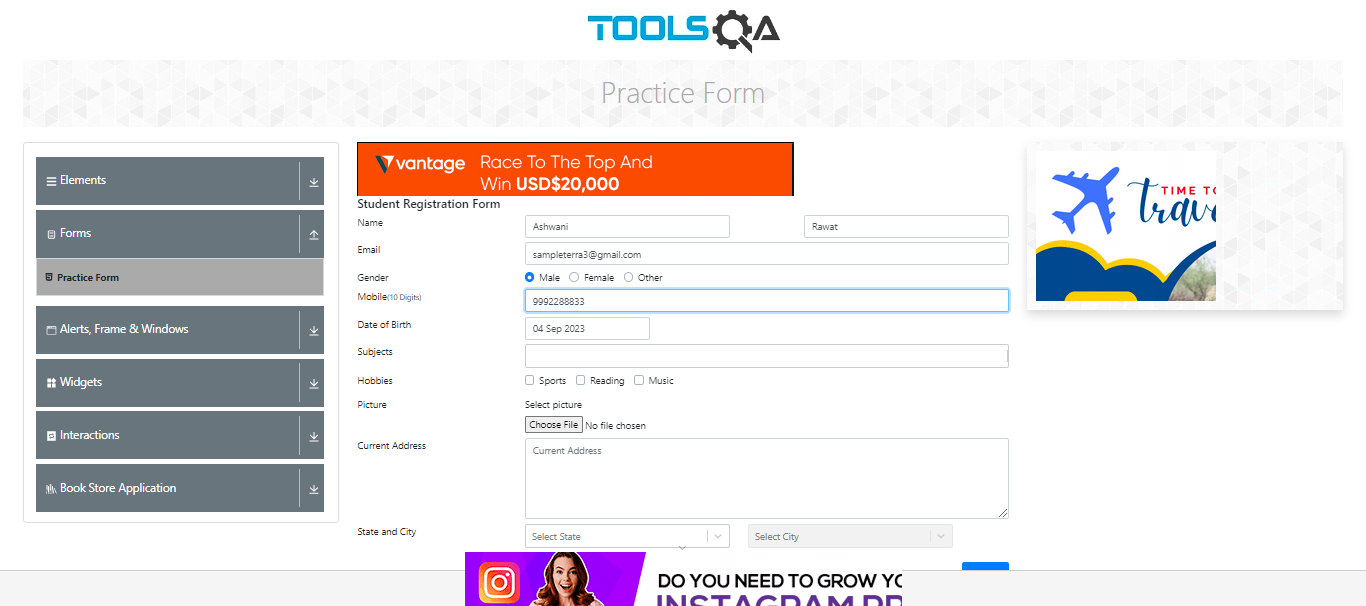 TOOLSQA
Practice Form
Elements
Forms
Practice Form
Alerts, Frame & Windows
Widgets
Interactions
Book Store Application
vantage
Race To The Top And
Win USD$20,000
Student Registration Form
Name Ashwani Rawat
Email sampleterra3@gmail.com
Gender Male Female Other
Mobile(10 Digits) 9992288833
Date of Birth 04 Sep 2023
Subjects
Hobbies Sports Reading Music
Picture Select picture
Choose File No file chosen
Current Address Current Address
State and City Select State Select City
TIME TO
travel
DO YOU NEED TO GROW YO
INSTAGRAM PR